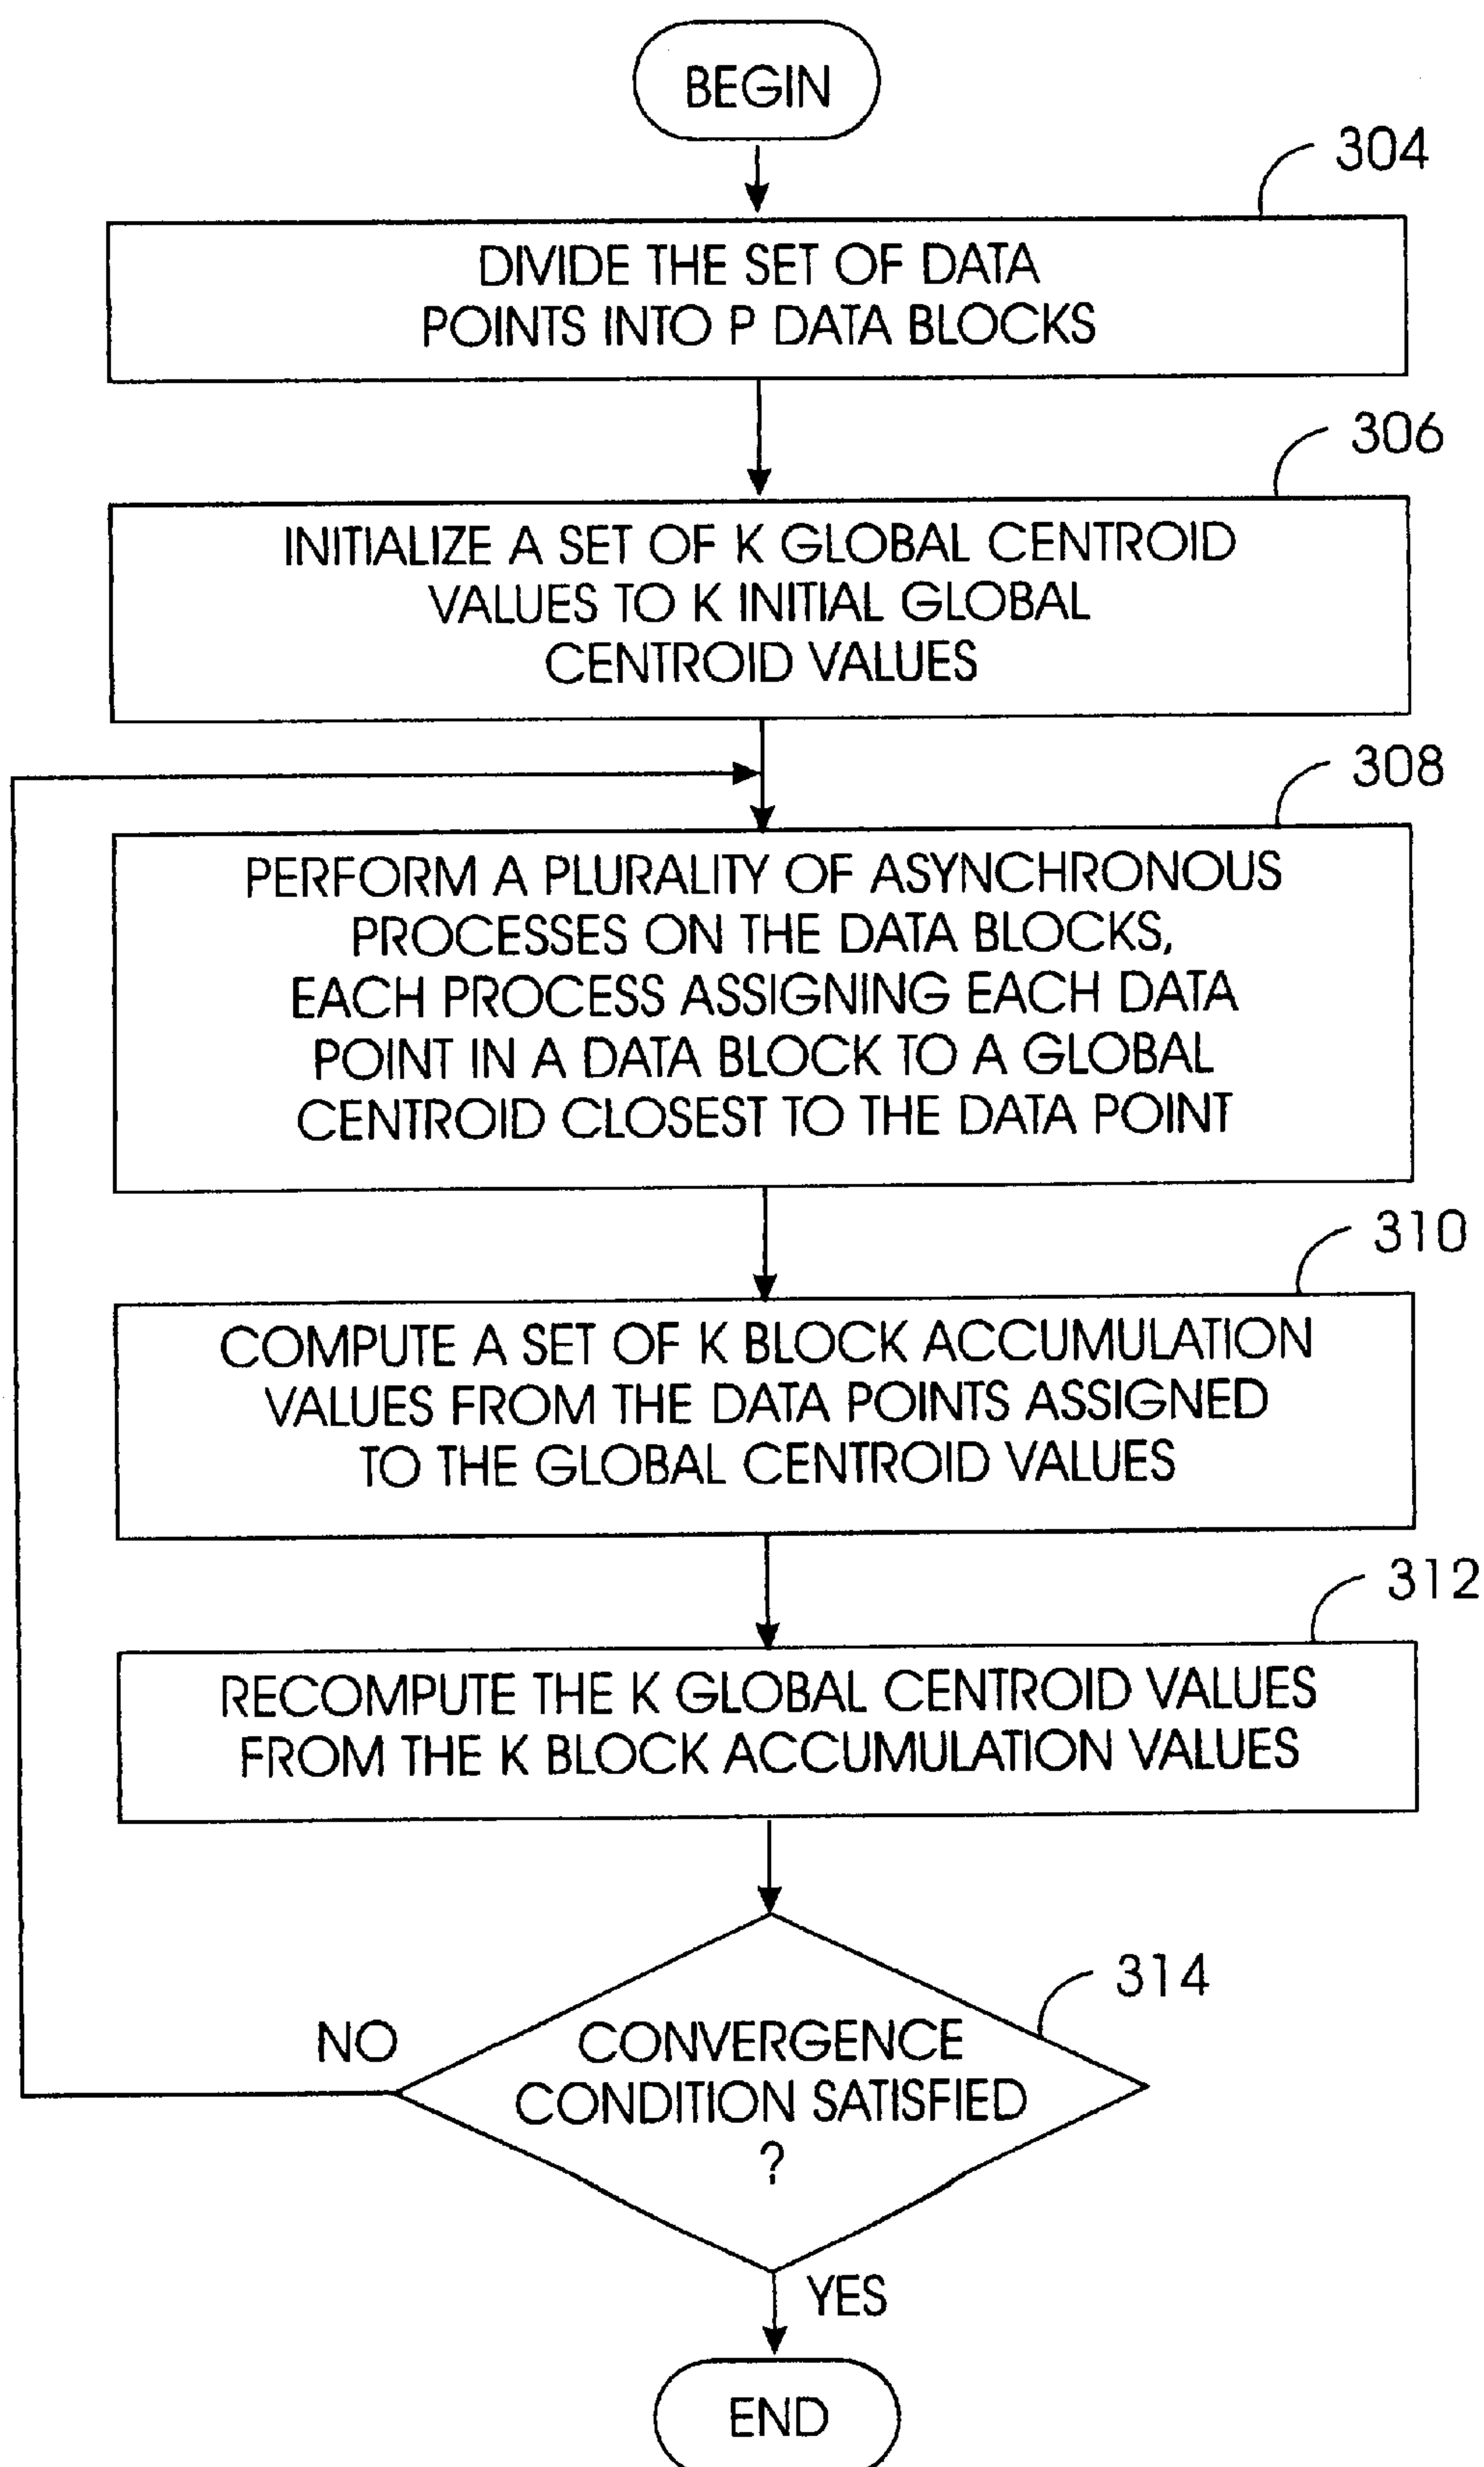 BEGIN
304
DIVIDE THE SET OF DATA
POINTS INTO P DATA BLOCKS
306
INITIALIZE A SET OF K GLOBAL CENTROID
VALUES TO K INITIAL GLOBAL
CENTROID VALUES
308
PERFORM A PLURALITY OF ASYNCHRONOUS
PROCESSES ON THE DATA BLOCKS,
EACH PROCESS ASSIGNING EACH DATA
POINT IN A DATA BLOCK TO A GLOBAL
CENTROID CLOSEST TO THE DATA POINT
310
COMPUTE A SET OF K BLOCK ACCUMULATION
VALUES FROM THE DATA POINTS ASSIGNED
TO THE GLOBAL CENTROID VALUES
312
RECOMPUTE THE K GLOBAL CENTROID VALUES
FROM THE K BLOCK ACCUMULATION VALUES
314
NO
CONVERGENCE
CONDITION SATISFIED
?
YES
END